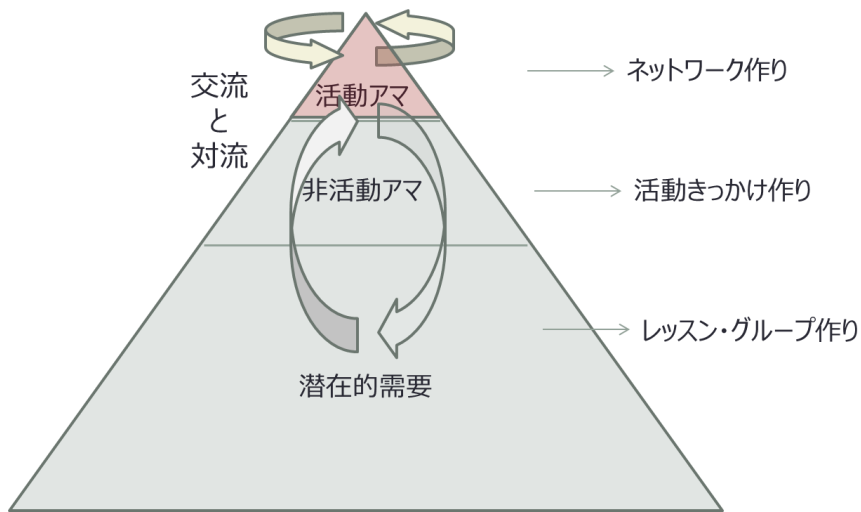 ネットワーク作り
交流
と
対流
活動アマ
非活動アマ
活動きっかけ作り
レッスン・グループ作り
潜在的需要